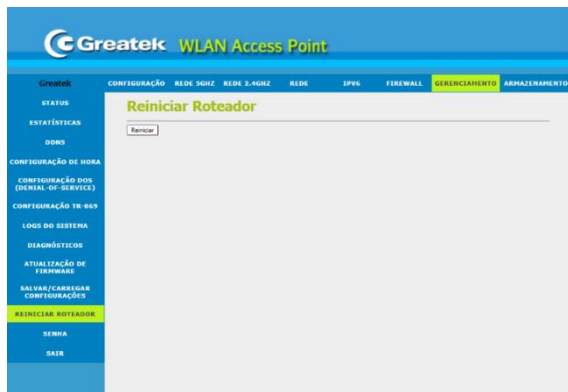 Greatek WLAN Access Point
Greatek
CONFIGURAÇÃO REDE 5GHZ REDE 2.4GHZ REDE IPV6 FIREWALL GERENCIAMENTO ARMAZENAMENTO
STATUS
ESTATÍSTICAS
DDNS
CONFIGURAÇÃO DE HORA
CONFIGURAÇÃO DOS
(DENIAL-OF-SERVICE)
CONFIGURAÇÃO TR-069
LOGS DO SISTEMA
DIAGNÓSTICOS
ATUALIZAÇÃO DE
FIRMWARE
SALVAR/CARREGAR
CONFIGURAÇÕES
REINICIAR ROTEADOR
SENHA
SAIR
Reiniciar Roteador
Reiniciar